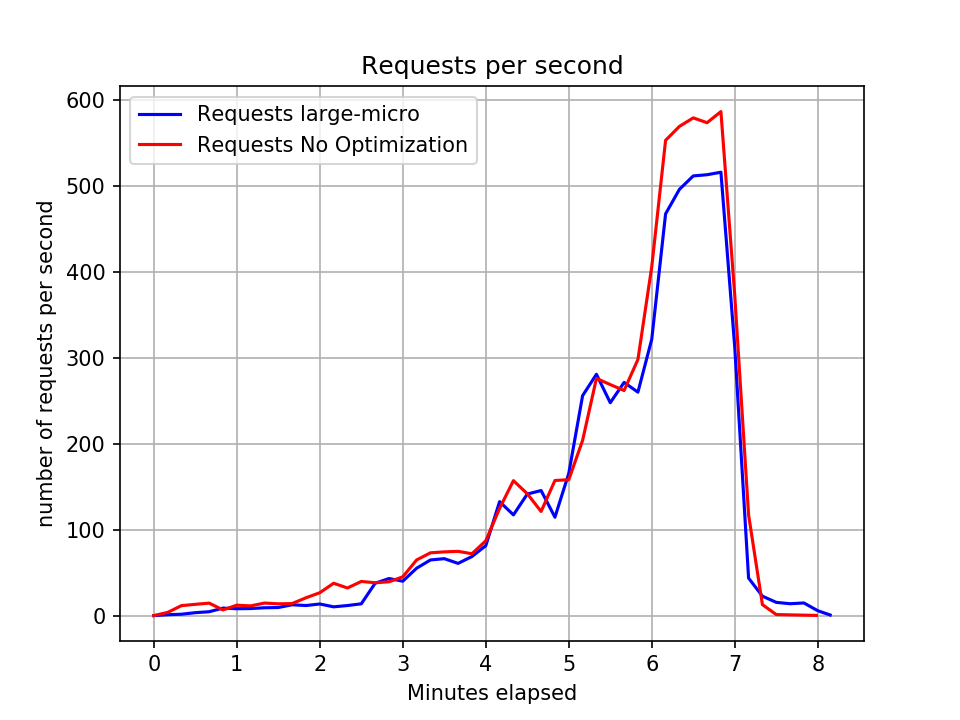 Requests per second
Requests large-micro
Requests No Optimization
number of requests per second
600
500
400
300
200
100
0
0 1 2 3 4 5 6 7 8
Minutes elapsed